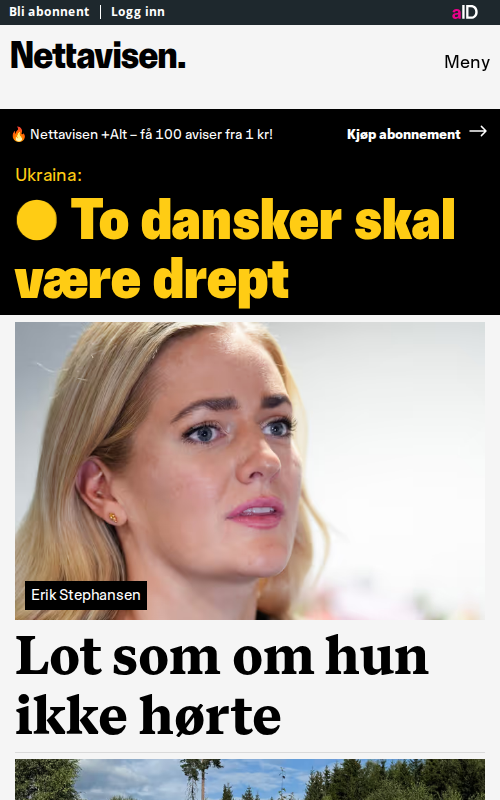 Bli abonnent | Logg inn
aID
Nettavisen.
Meny
🔥 Nettavisen +Alt – få 100 aviser fra 1 kr!
Kjøp abonnement →
Ukraina:
To dansker skal
være drept
Erik Stephansen
Lot som om hun
ikke hørte